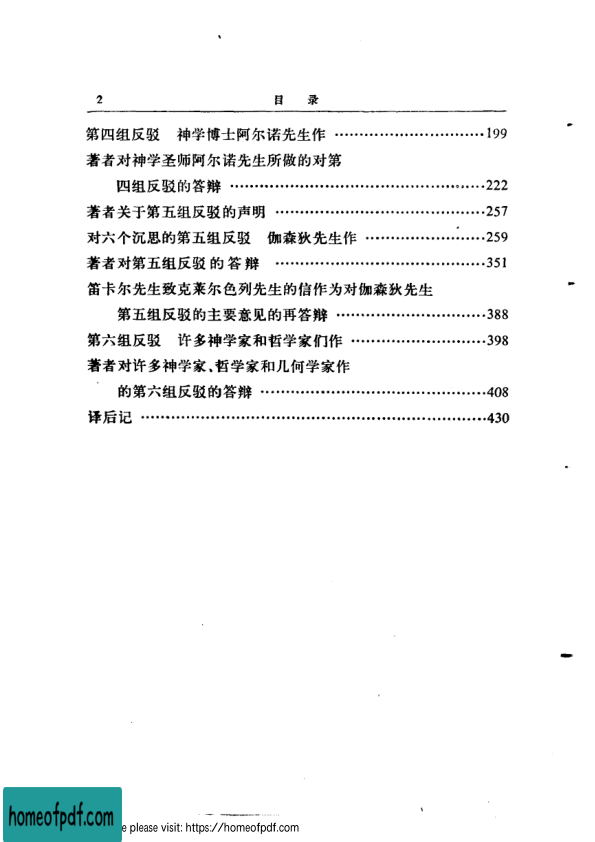 2 目 录
第四组反驳 神学博士阿尔诺先生作 ······························199
著者对神学圣师阿尔诺先生所做的对第
四组反驳的答辩 ···················································222
著者关于第五组反驳的声明 ··········································257
对六个沉思的第五组反驳 伽森狄先生作 ························259
著者对第五组反驳的答辩 ··········································351
笛卡尔先生致克莱尔色列先生的信作为对伽森狄先生
第五组反驳的主要意见的再答辩 ······························388
第六组反驳 许多神学家和哲学家们作 ···························398
著者对许多神学家、哲学家和几何学家作
的第六组反驳的答辩 ·············································408
译后记 ·····································································430
homeofpdf.com
e please visit: https://homeofpdf.com